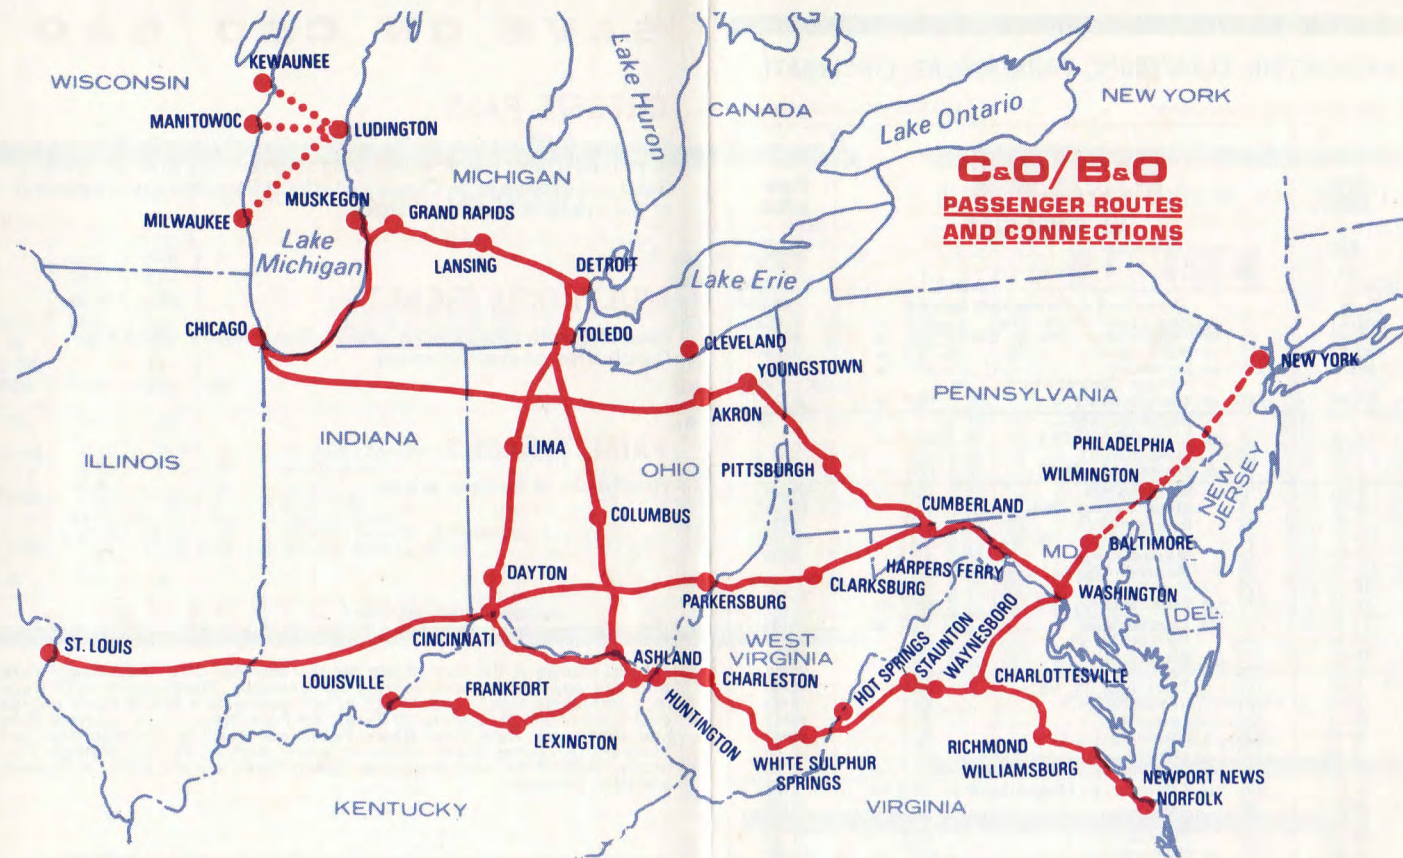 KEWAUNEE
WISCONSIN
MANITOWOC
LUDINGTON
MILWAUKEE
MUSKEGON
MICHIGAN
GRAND RAPIDS
LANSING
Lake
Michigan
Lake Huron
CANADA
Lake Ontario
NEW YORK
C&O/B&O
PASSENGER ROUTES
AND CONNECTIONS
DETROIT
Lake Erie
CHICAGO
TOLEDO
CLEVELAND
YOUNGSTOWN
NEW YORK
AKRON
PENNSYLVANIA
ILLINOIS
INDIANA
LIMA
OHIO
PITTSBURGH
PHILADELPHIA
WILMINGTON
NEW
JERSEY
COLUMBUS
CUMBERLAND
MD
BALTIMORE
HARPERS FERRY
DAYTON
PARKERSBURG
CLARKSBURG
WASHINGTON
DEL.
ST. LOUIS
CINCINNATI
ASHLAND
WEST
VIRGINIA
CHARLESTON
HOT SPRINGS
STAUNTON
WAYNESBORO
CHARLOTTESVILLE
LOUISVILLE
FRANKFORT
LEXINGTON
HUNTINGTON
WHITE SULPHUR
SPRINGS
RICHMOND
WILLIAMSBURG
NEWPORT NEWS
NORFOLK
KENTUCKY
VIRGINIA